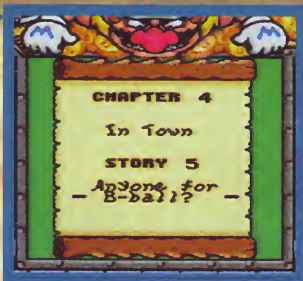 CHAPTER 4
In Town
STORY 5
Anyone for
- B-ball? -